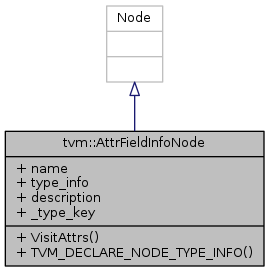 Node
tvm::AttrFieldInfoNode
+ name
+ type_info
+ description
+ _type_key
+ VisitAttrs()
+ TVM_DECLARE_NODE_TYPE_INFO()